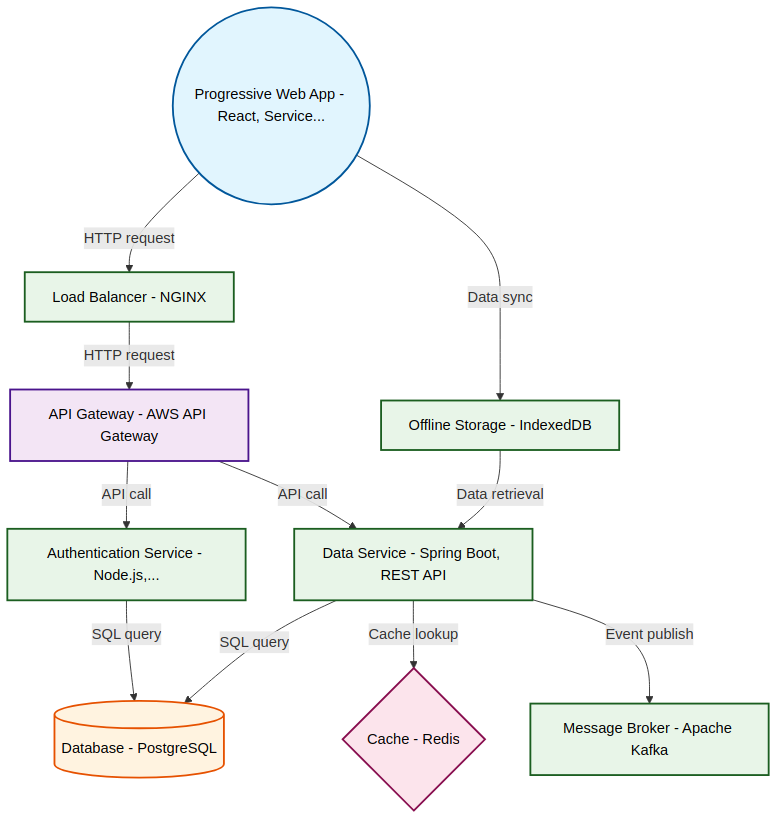 Progressive Web App -
React, Service...
HTTP request
Data sync
Load Balancer - NGINX
HTTP request
API Gateway - AWS API
Gateway
Offline Storage - IndexedDB
API call
API call
Data retrieval
Authentication Service -
Node.js,...
Data Service - Spring Boot,
REST API
SQL query
SQL query
Cache lookup
Event publish
Database - PostgreSQL
Cache - Redis
Message Broker - Apache
Kafka